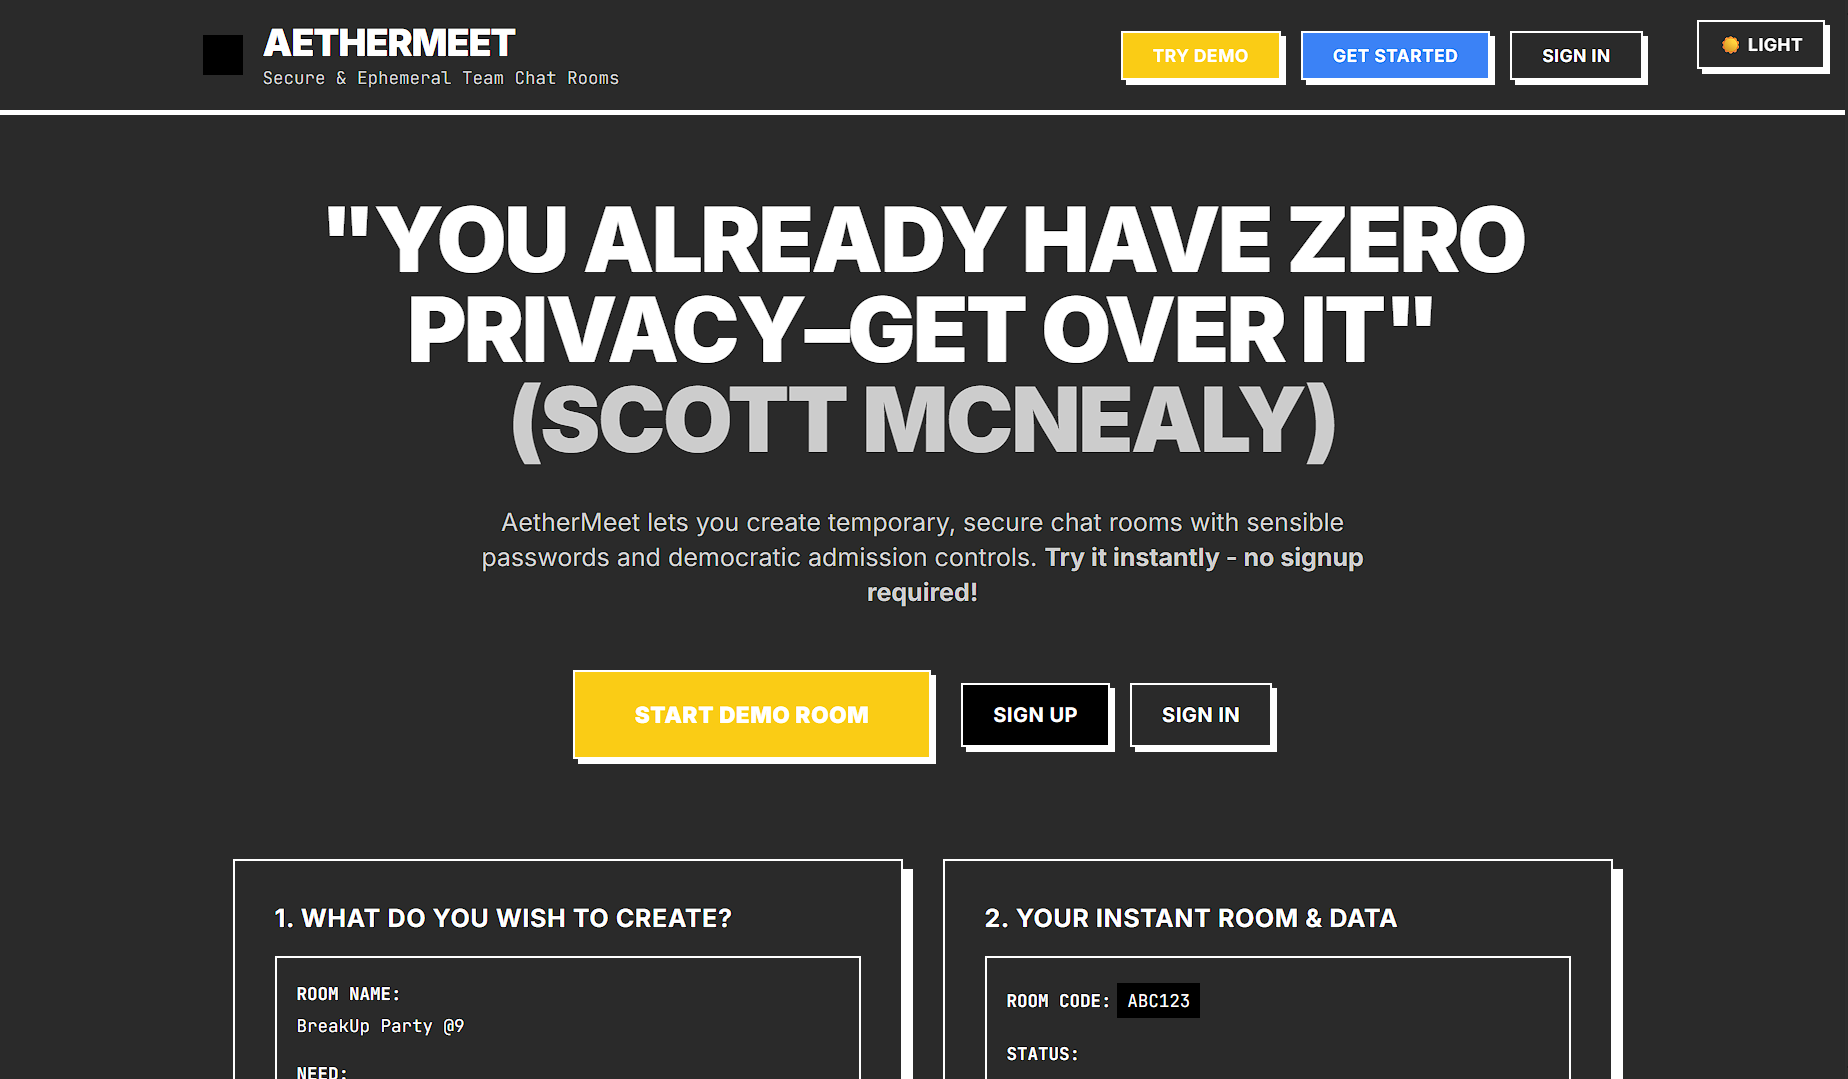 AETHERMEET
Secure & Ephemeral Team Chat Rooms
TRY DEMO
GET STARTED
SIGN IN
LIGHT
"YOU ALREADY HAVE ZERO
PRIVACY–GET OVER IT"
(SCOTT MCNEALY)
AetherMeet lets you create temporary, secure chat rooms with sensible
passwords and democratic admission controls. Try it instantly - no signup
required!
START DEMO ROOM
SIGN UP
SIGN IN
1. WHAT DO YOU WISH TO CREATE?
ROOM NAME:
BreakUp Party @9
NEED:
2. YOUR INSTANT ROOM & DATA
ROOM CODE: ABC123
STATUS: